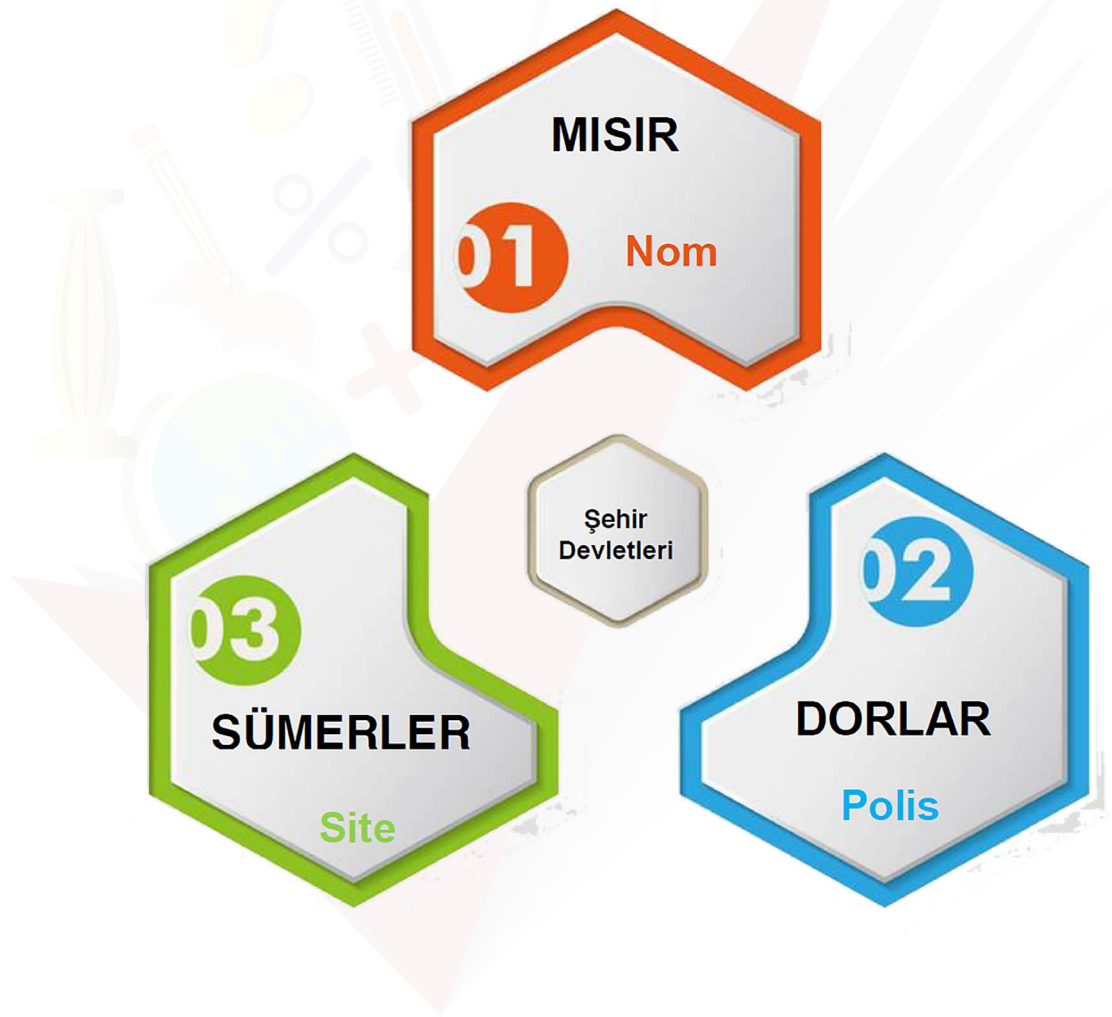 MISIR
01
Nom
Şehir
Devletleri
02
DORLAR
Polis
03
SÜMERLER
Site